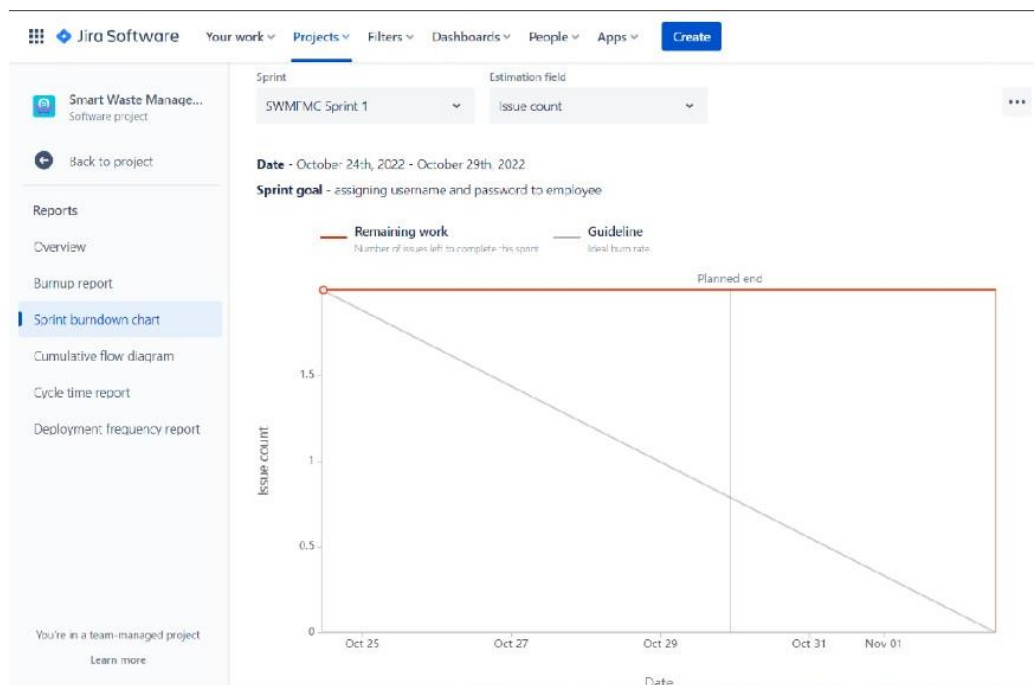 Jira Software Your work Projects Filters Dashboards People Apps Create
Smart Waste Manage...
Software project
Back to project
Reports
Overview
Burnup report
Sprint burndown chart
Cumulative flow diagram
Cycle time report
Deployment frequency report
You're in a team-managed project
Learn more
Sprint Estimation field
SWMFMC Sprint 1 Issue count
Date - October 24th, 2022 - October 29th, 2022
Sprint goal - assigning username and password to employee
Remaining work Guideline
Number of issues left to complete this sprint Ideal burn rate
Planned end
1.5
1
0.5
0
Issue count
Oct 25 Oct 27 Oct 29 Oct 31 Nov 01
Date